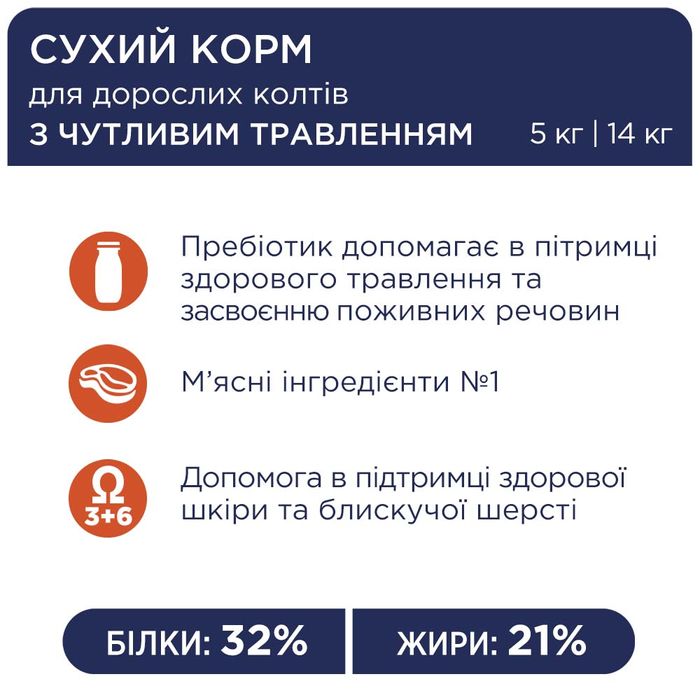 СУХИЙ КОРМ
для дорослих колтів
З ЧУТЛИВИМ ТРАВЛЕННЯМ 5 кг | 14 кг
Пребіотик допомагає в пітримці
здорового травлення та
засвоєнню поживних речовин
М’ясні інгредієнти №1
Ω
3+6
Допомога в підтримці здорової
шкіри та блискучої шерсті
БІЛКИ: 32% ЖИРИ: 21%